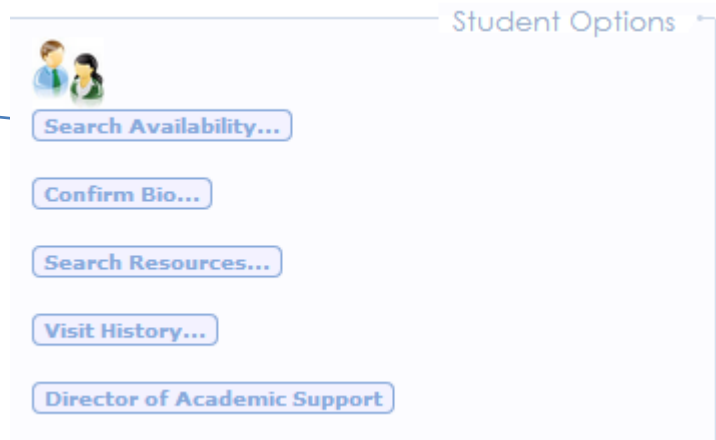 Student Options
Search Availability...
Confirm Bio...
Search Resources...
Visit History...
Director of Academic Support